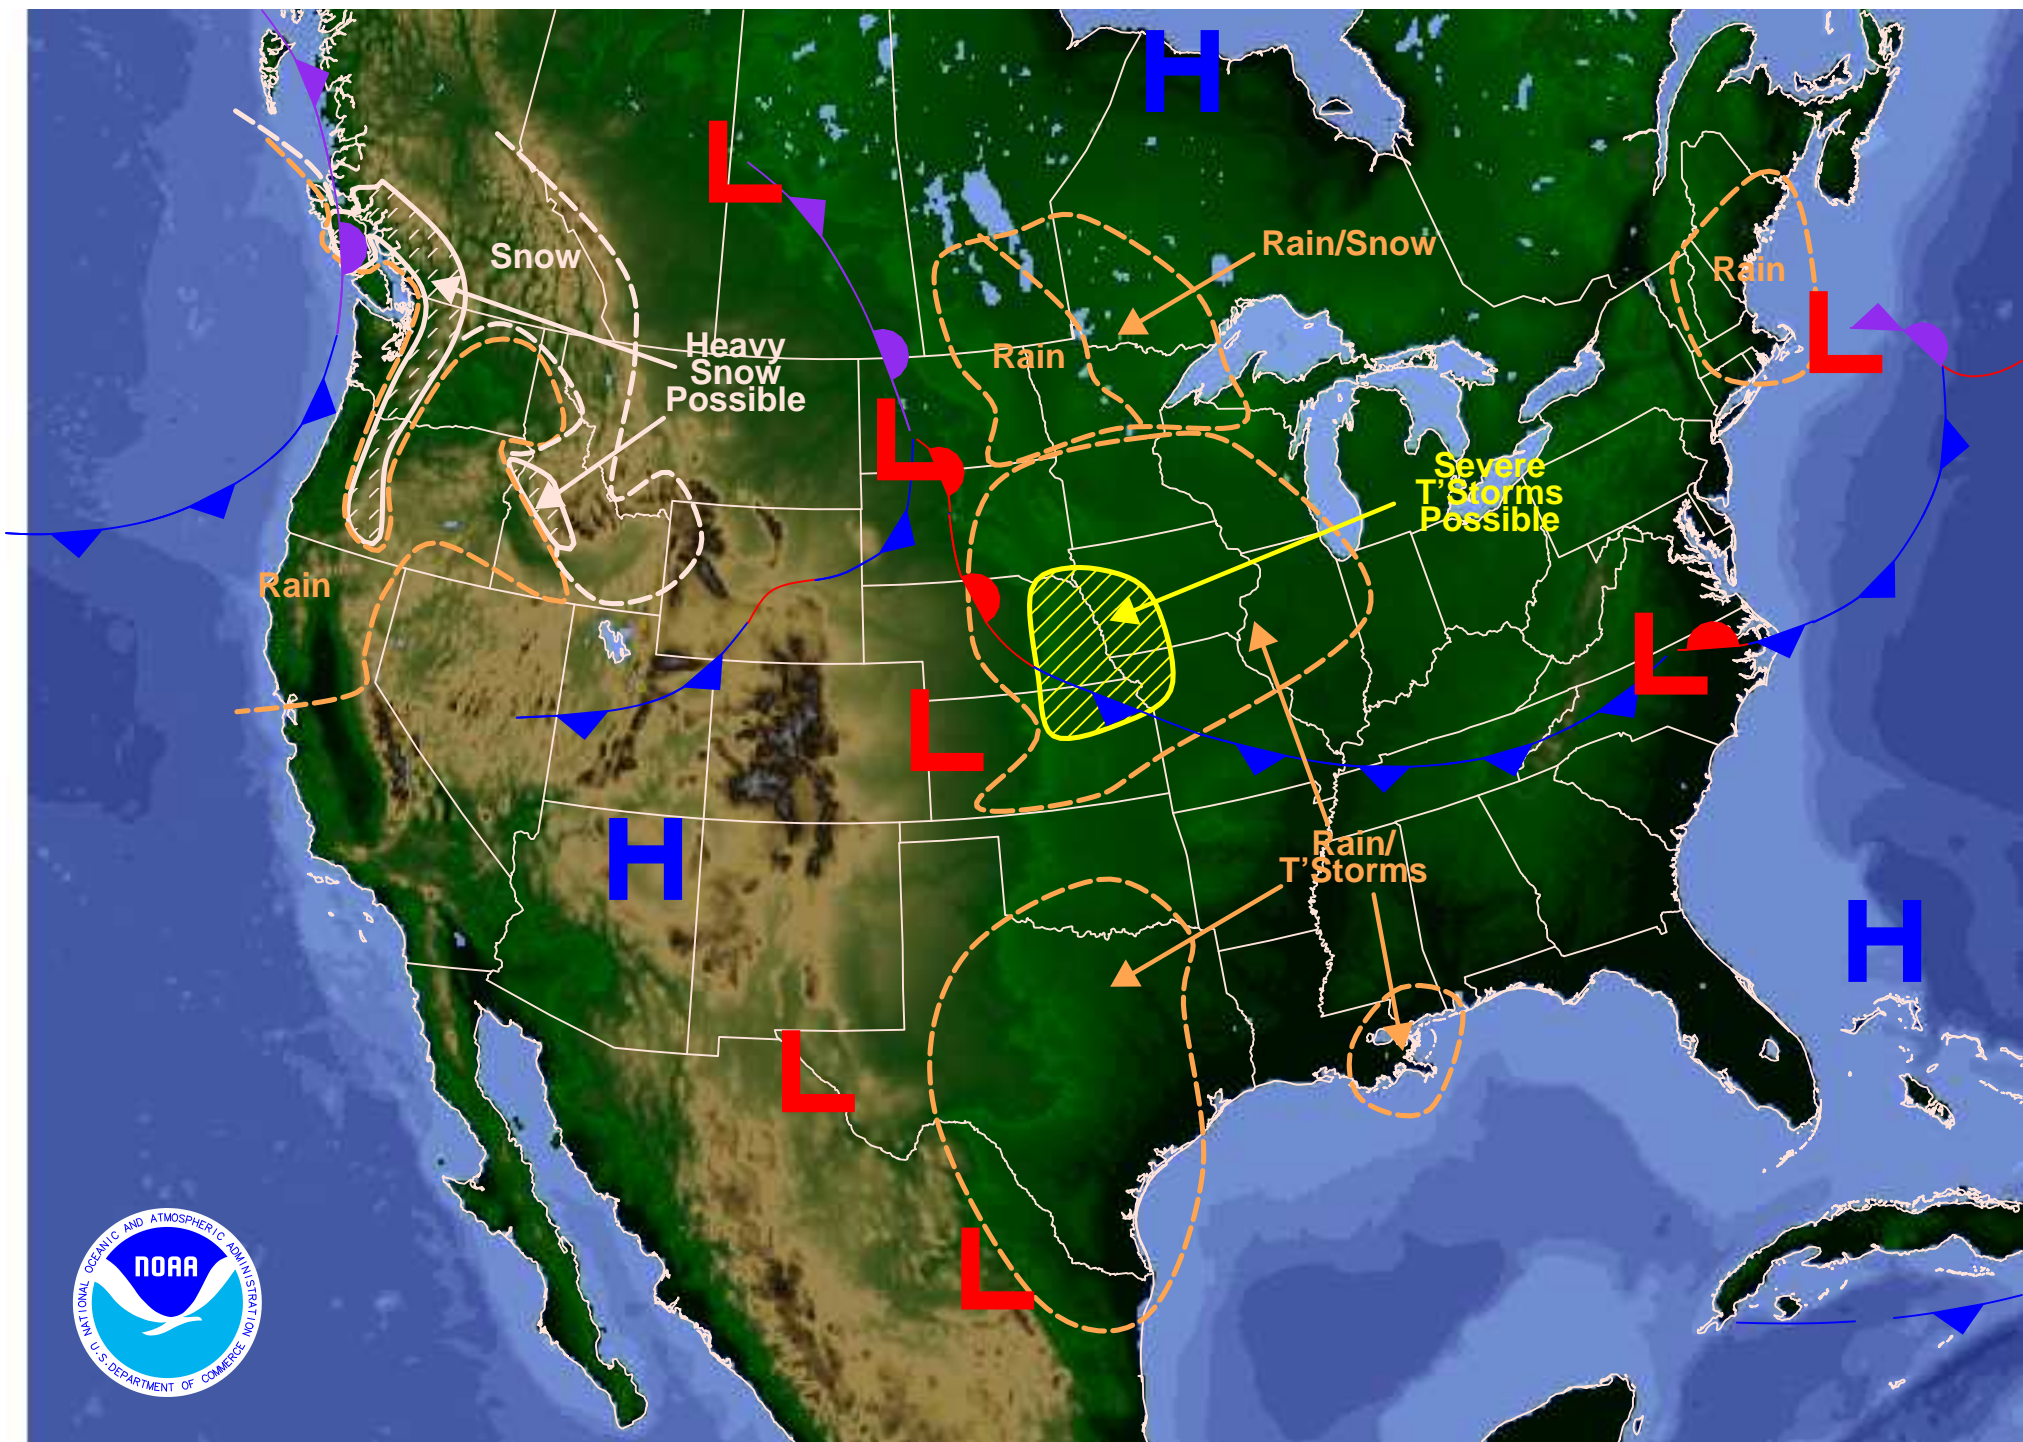 H
L
Snow
Rain/Snow
Rain
L
Heavy
Snow
Possible
Rain
L
Severe
T'Storms
Possible
Rain
L
L
H
Rain/
T'Storms
H
L
L
NOAA
NATIONAL OCEANIC AND ATMOSPHERIC ADMINISTRATION
U.S. DEPARTMENT OF COMMERCE